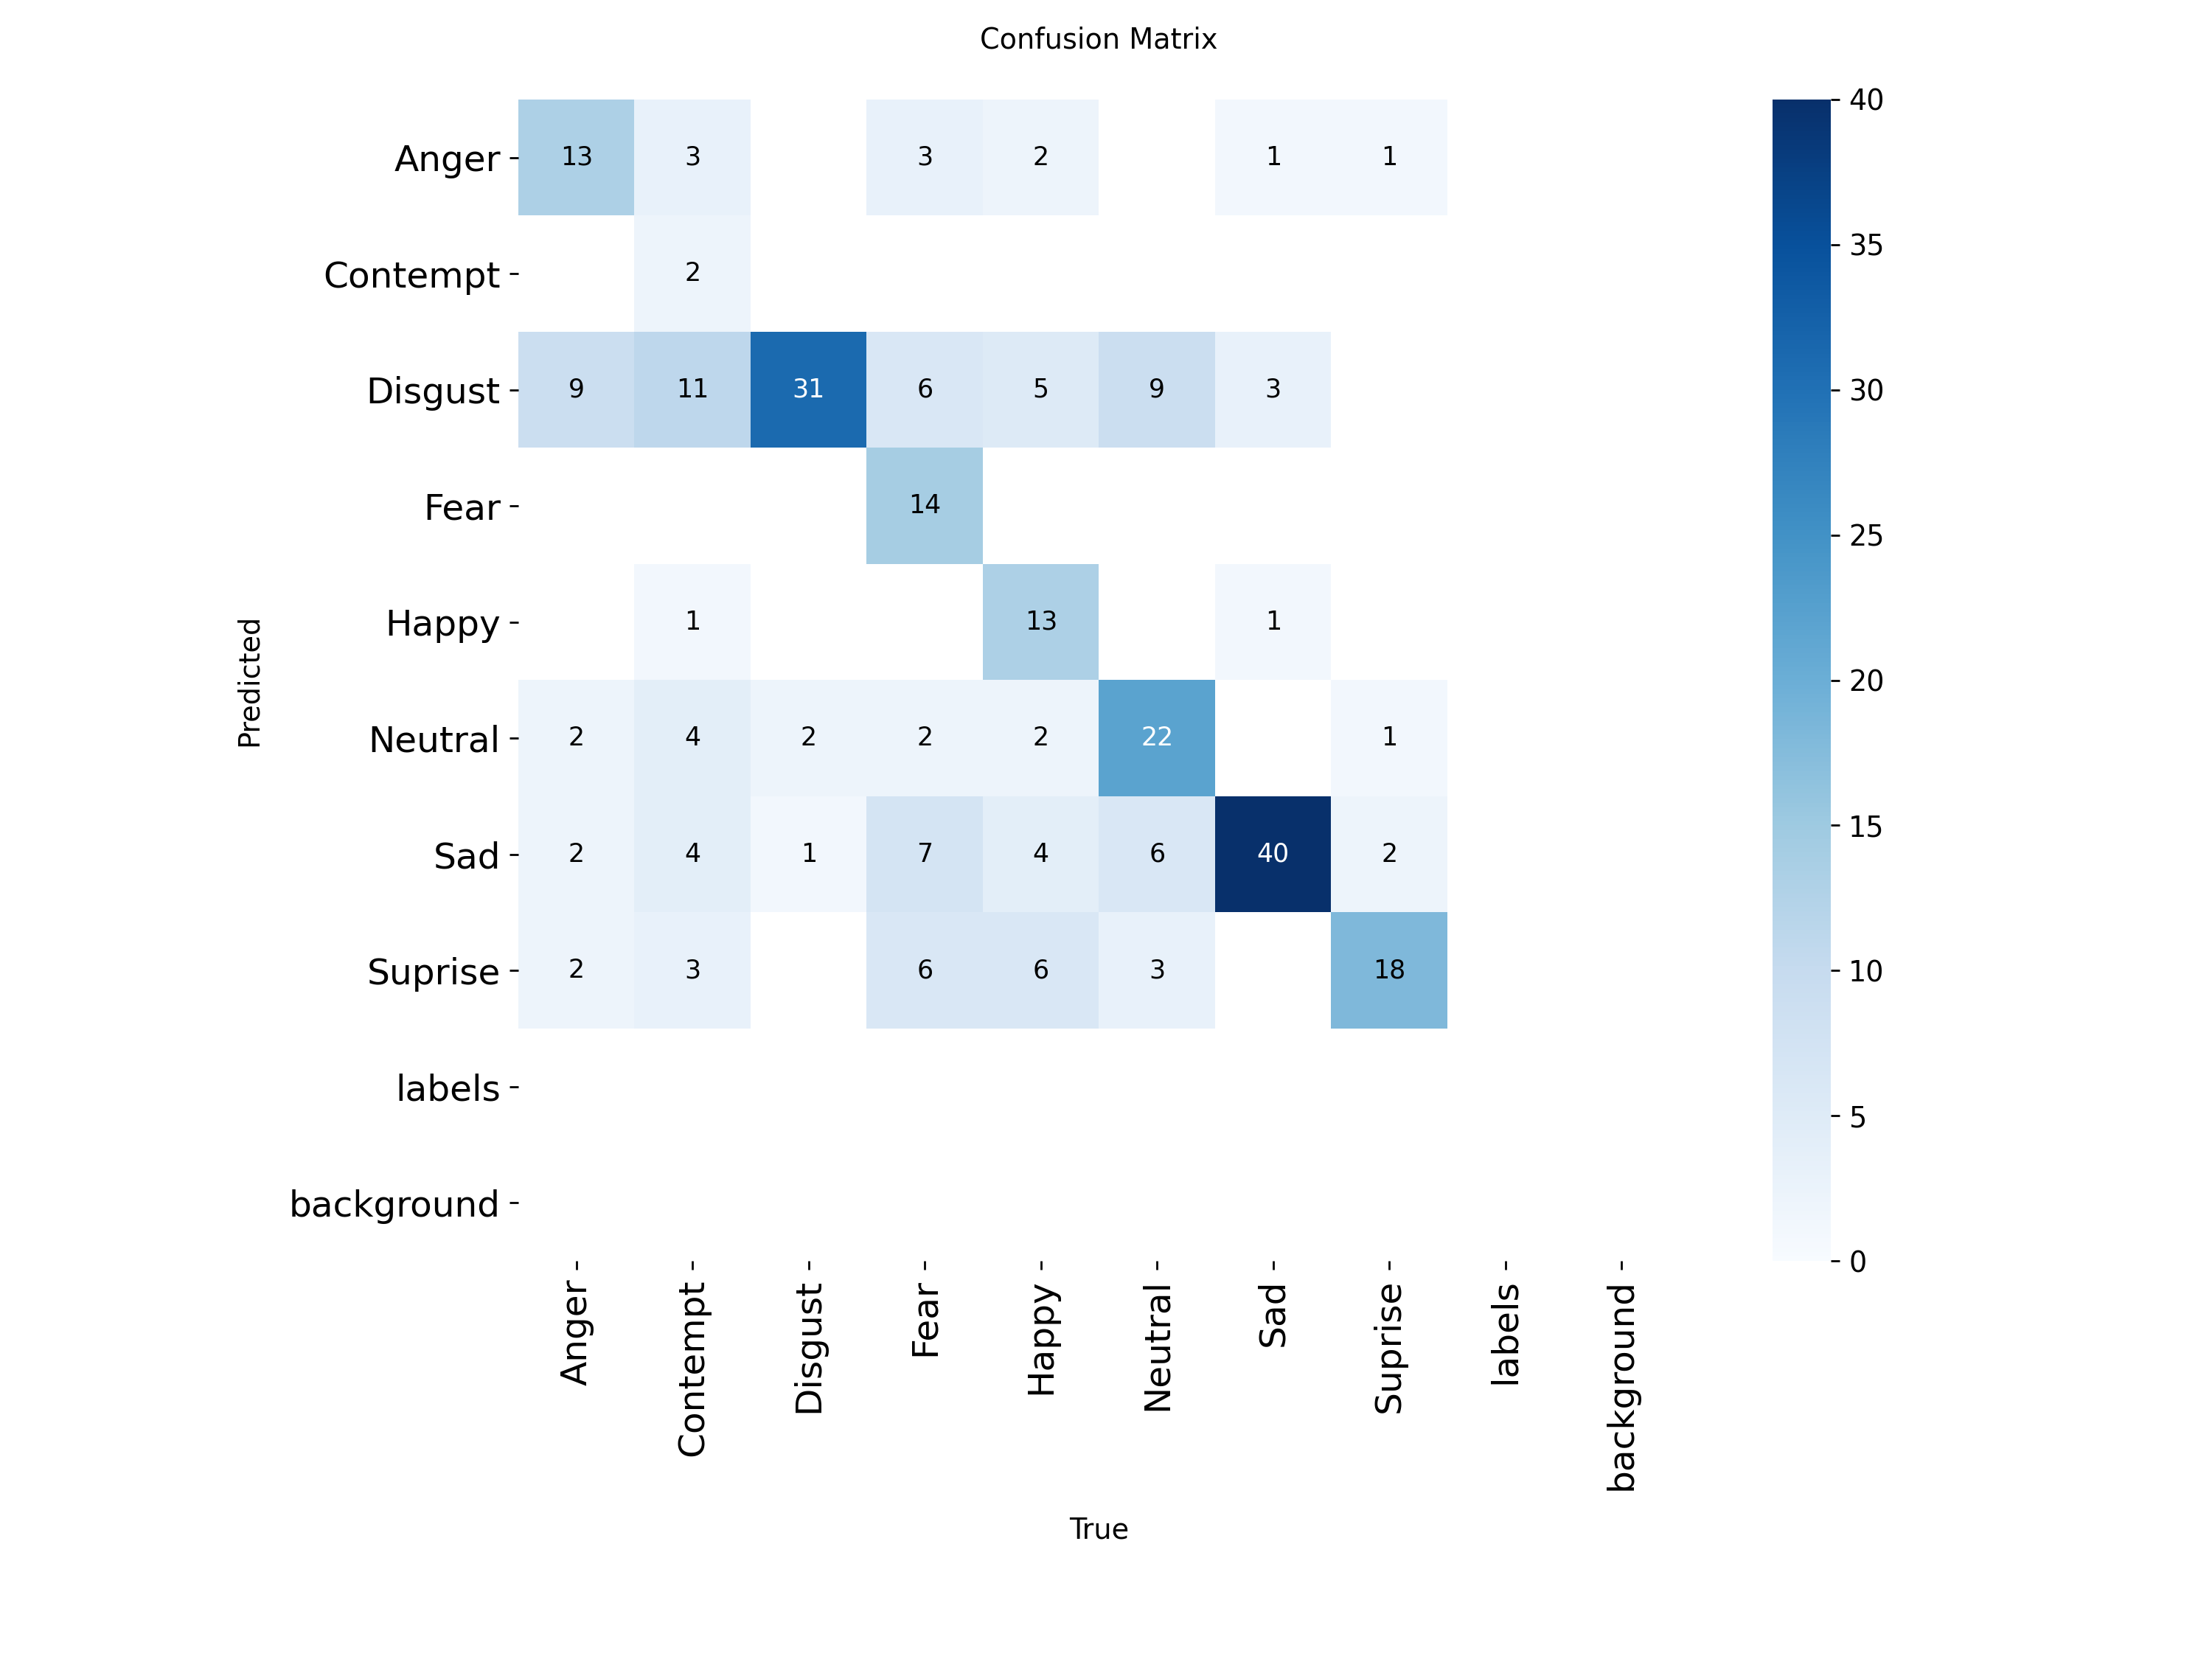 Confusion Matrix
Anger 13 3 3 2 1 1
Contempt 2
Disgust 9 11 31 6 5 9 3
Fear 14
Happy 1 13 1
Neutral 2 4 2 2 2 22 1
Sad 2 4 1 7 4 6 40 2
Suprise 2 3 6 6 3 18
labels
background
Predicted
Anger Contempt Disgust Fear Happy Neutral Sad Suprise labels background
True
40
35
30
25
20
15
10
5
0